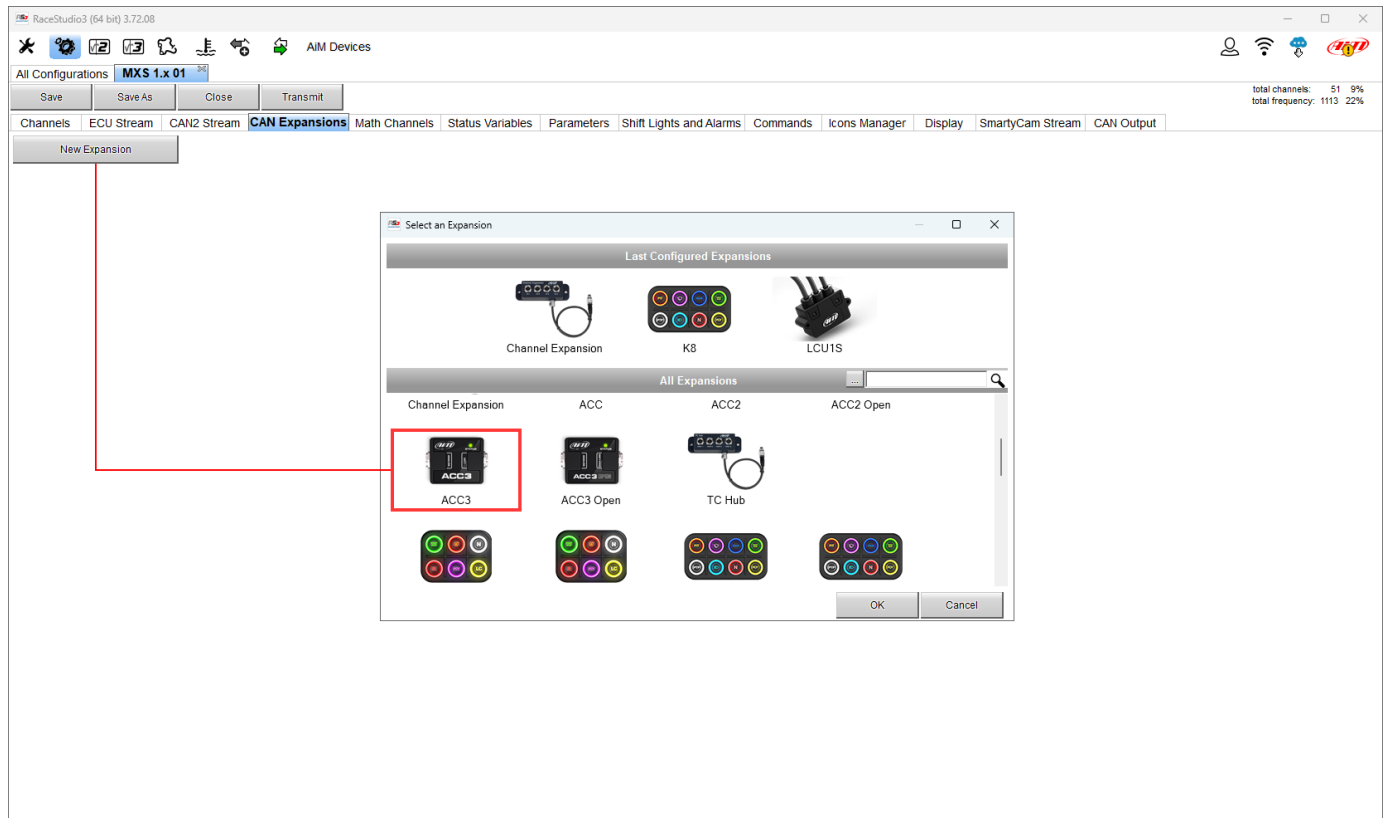 RaceStudio3 (64 bit) 3.72.08
AiM Devices
All Configurations MXS 1.x 01
Save Save As Close Transmit
total channels: 51 9%
total frequency: 1113 22%
Channels ECU Stream CAN2 Stream CAN Expansions Math Channels Status Variables Parameters Shift Lights and Alarms Commands Icons Manager Display SmartyCam Stream CAN Output
New Expansion
Select an Expansion
Last Configured Expansions
Channel Expansion K8 LCU1S
All Expansions ...
Channel Expansion ACC ACC2 ACC2 Open
ACC3 ACC3
ACC3 ACC3 Open TC Hub
N N
LC LC
OK Cancel